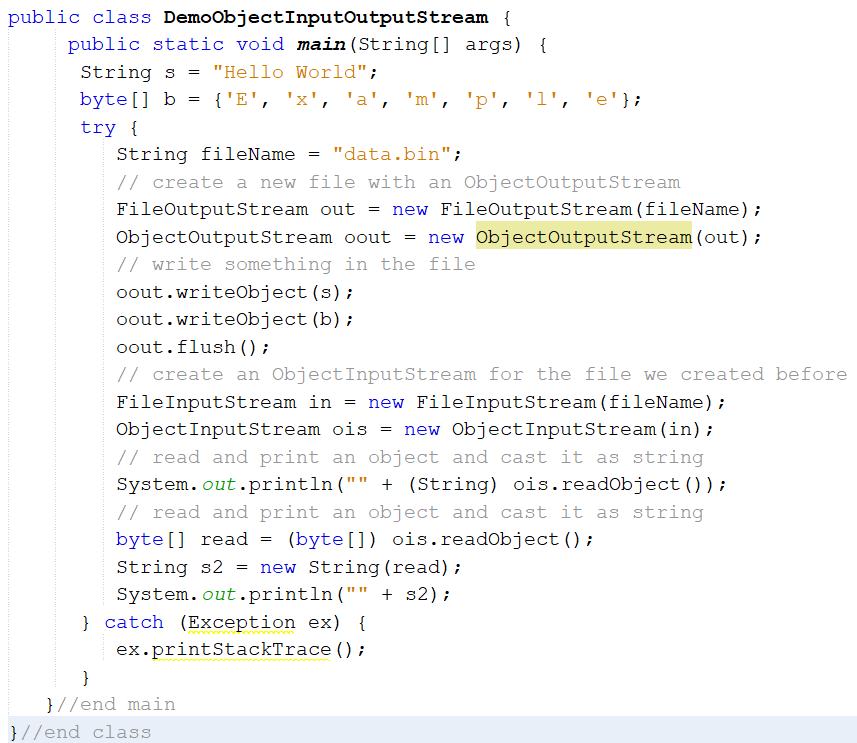 public class DemoObjectInputOutputStream {
public static void main(String[] args) {
String s = "Hello World";
byte[] b = {'E', 'x', 'a', 'm', 'p', 'l', 'e'};
try {
String fileName = "data.bin";
// create a new file with an ObjectOutputStream
FileOutputStream out = new FileOutputStream(fileName);
ObjectOutputStream oout = new ObjectOutputStream(out);
// write something in the file
oout.writeObject(s);
oout.writeObject(b);
oout.flush();
// create an ObjectInputStream for the file we created before
FileInputStream in = new FileInputStream(fileName);
ObjectInputStream ois = new ObjectInputStream(in);
// read and print an object and cast it as string
System.out.println("" + (String) ois.readObject());
// read and print an object and cast it as string
byte[] read = (byte[]) ois.readObject();
String s2 = new String(read);
System.out.println("" + s2);
} catch (Exception ex) {
ex.printStackTrace();
}
}//end main
}//end class